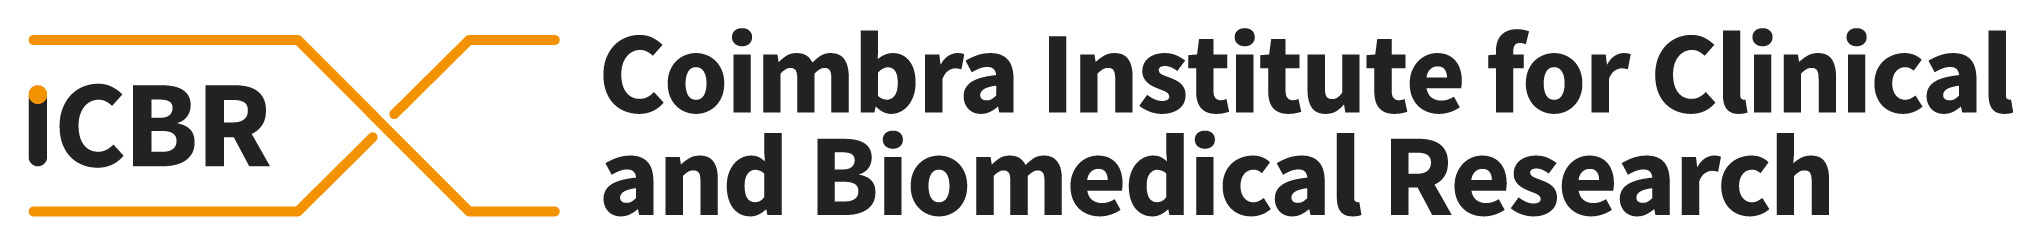 iCBR
Coimbra Institute for Clinical
and Biomedical Research